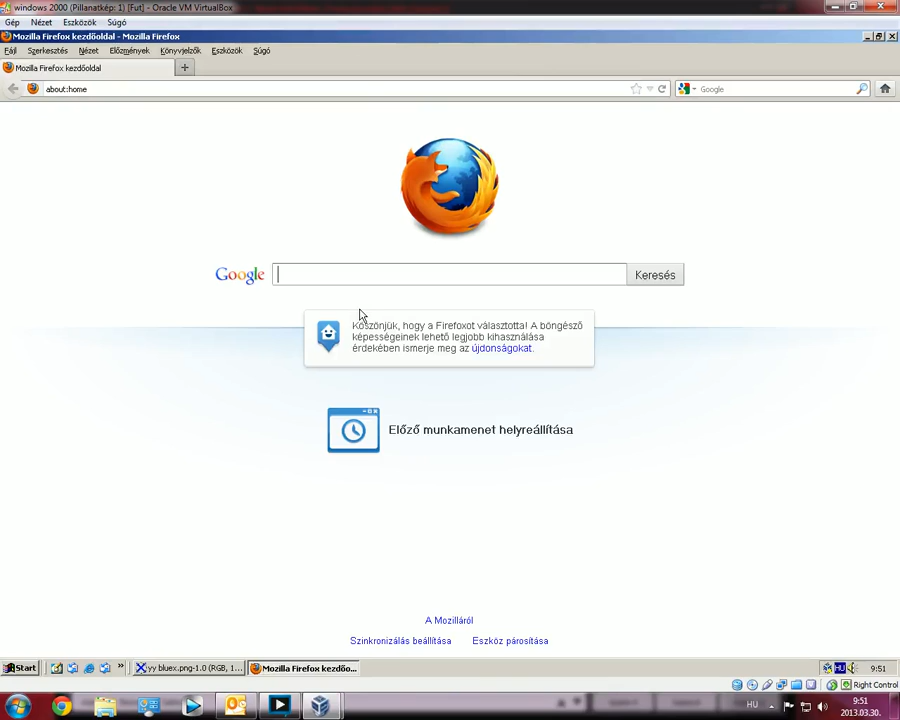 windows 2000 (Pillanatkép: 1) [Fut] - Oracle VM VirtualBox
Gép Nézet Eszközök Súgó
Mozilla Firefox kezdőoldal - Mozilla Firefox
Fájl Szerkesztés Nézet Előzmények Könyvjelzők Eszközök Súgó
Mozilla Firefox kezdőoldal
about:home
Google
Google
Keresés
Köszönjük, hogy a Firefoxot választotta! A böngésző
képességeinek lehető legjobb kihasználása
érdekében ismerje meg az újdonságokat.
Előző munkamenet helyreállítása
A Mozilláról
Szinkronizálás beállítása Eszköz párosítása
Start
yy bluex.png-1.0 (RGB, 1...
Mozilla Firefox kezdőo...
HU
9:51
Right Control
HU
9:51
2013.03.30.